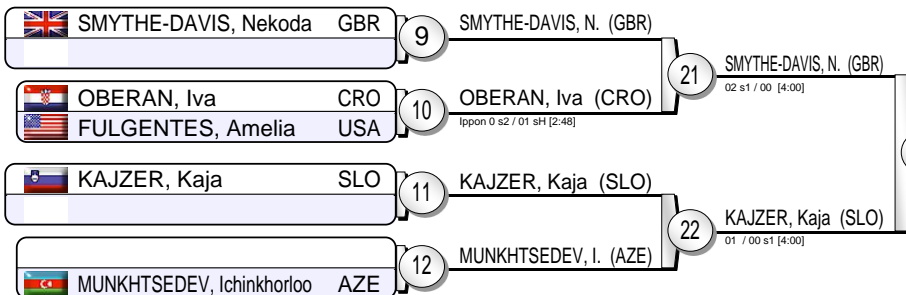 SMYTHE-DAVIS, Nekoda GBR
9
SMYTHE-DAVIS, N. (GBR)
21
SMYTHE-DAVIS, N. (GBR)
02 s1 / 00 [4:00]
OBERAN, Iva CRO
FULGENTES, Amelia USA
10
OBERAN, Iva (CRO)
Ippon 0 s2 / 01 sH [2:48]
KAJZER, Kaja SLO
11
KAJZER, Kaja (SLO)
22
KAJZER, Kaja (SLO)
01 / 00 s1 [4:00]
MUNKHTSEDEV, Ichinkhorloo AZE
12
MUNKHTSEDEV, I. (AZE)